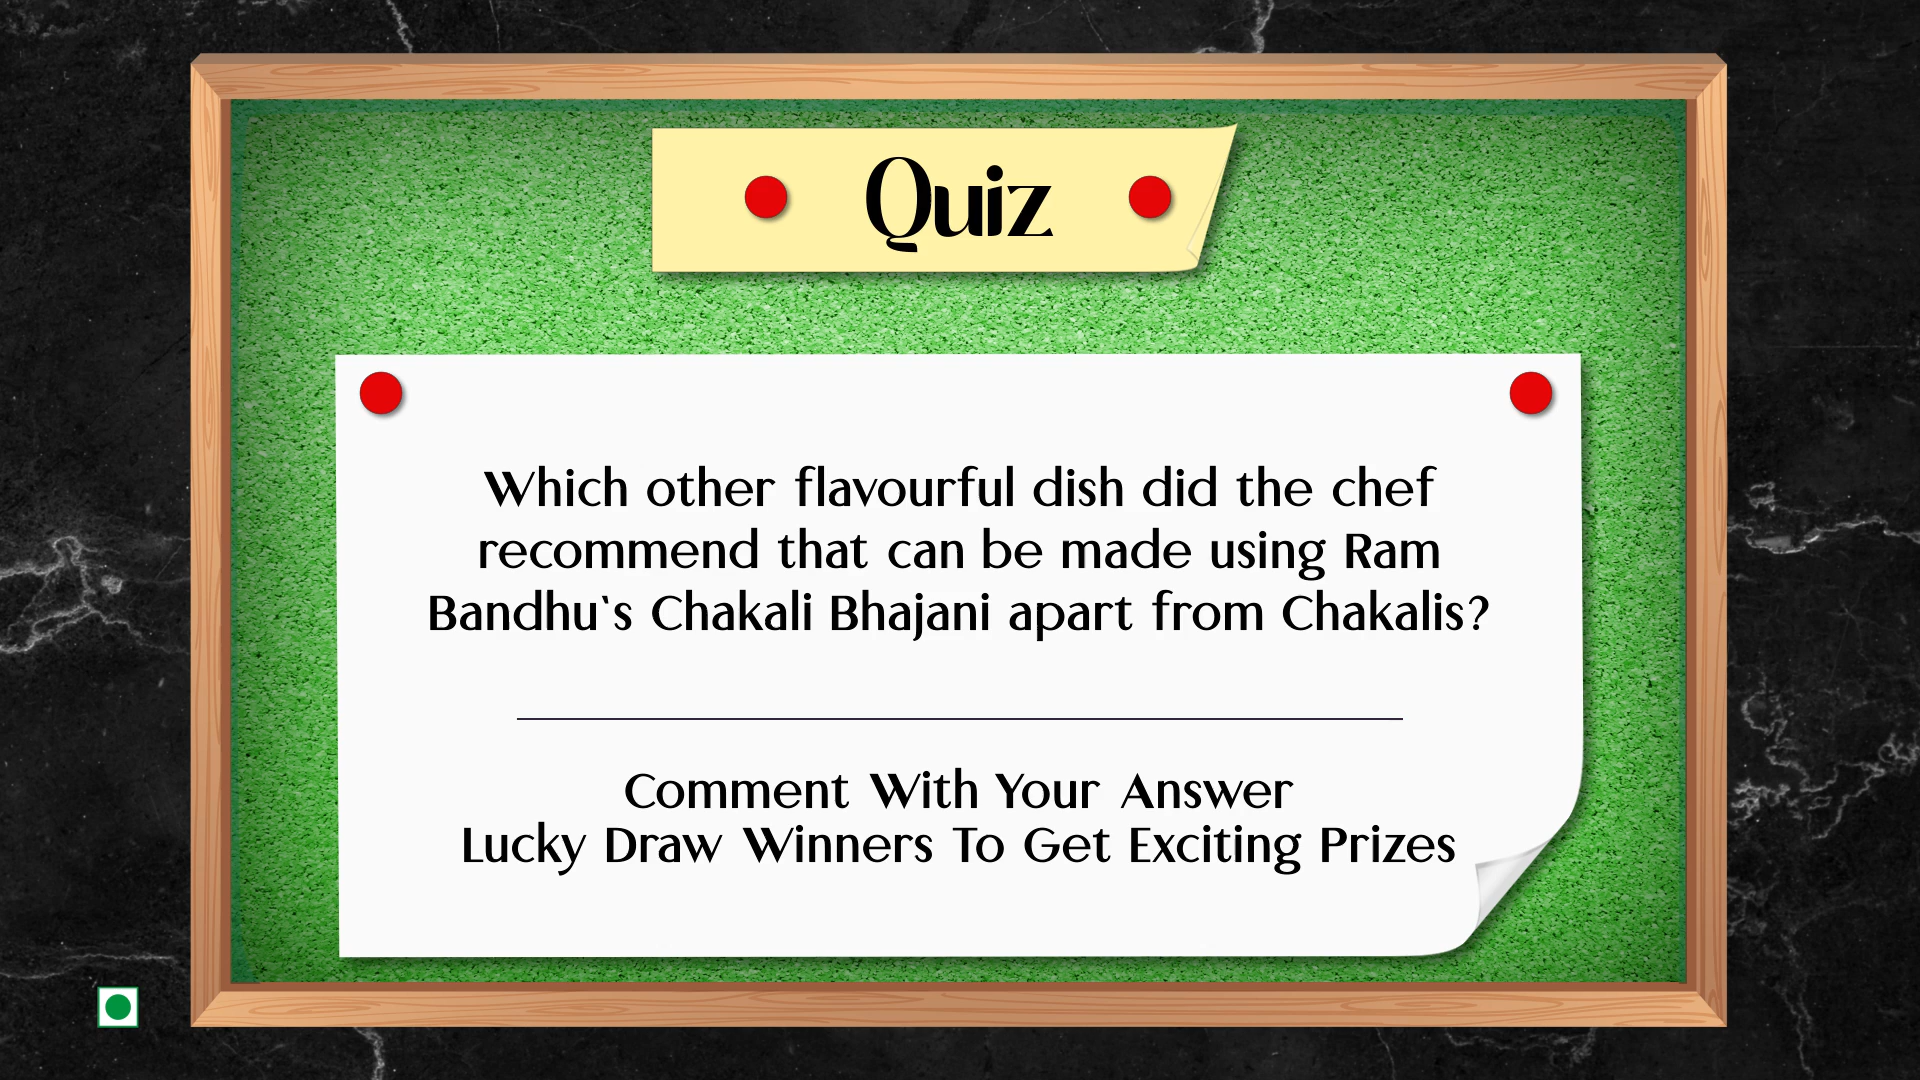 Quiz
Which other flavourful dish did the chef
recommend that can be made using Ram
Bandhu`s Chakali Bhajani apart from Chakalis?
Comment With Your Answer
Lucky Draw Winners To Get Exciting Prizes